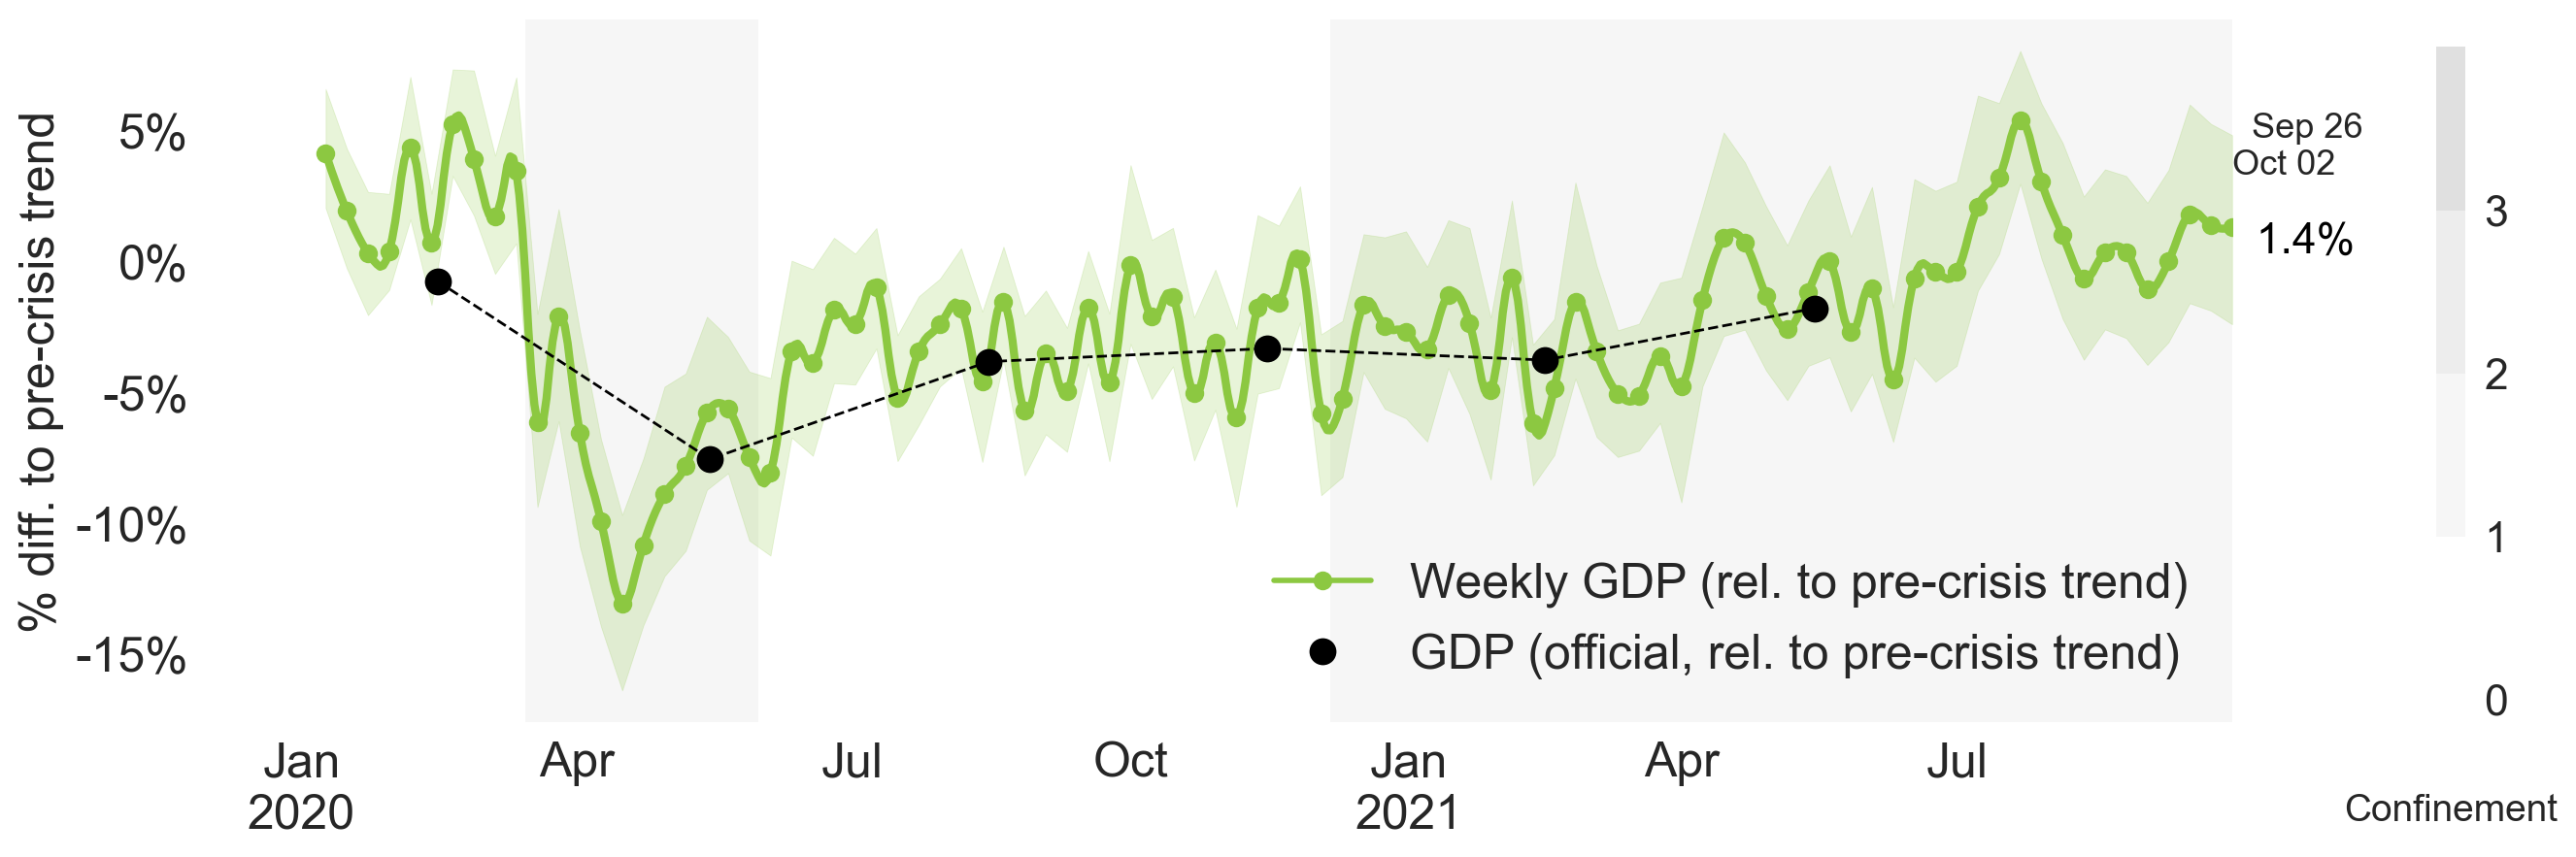 % diff. to pre-crisis trend
5%
0%
-5%
-10%
-15%
Jan
2020
Apr
Jul
Oct
Jan
2021
Apr
Jul
Sep 26
Oct 02
1.4%
Weekly GDP (rel. to pre-crisis trend)
GDP (official, rel. to pre-crisis trend)
3
2
1
0
Confinement